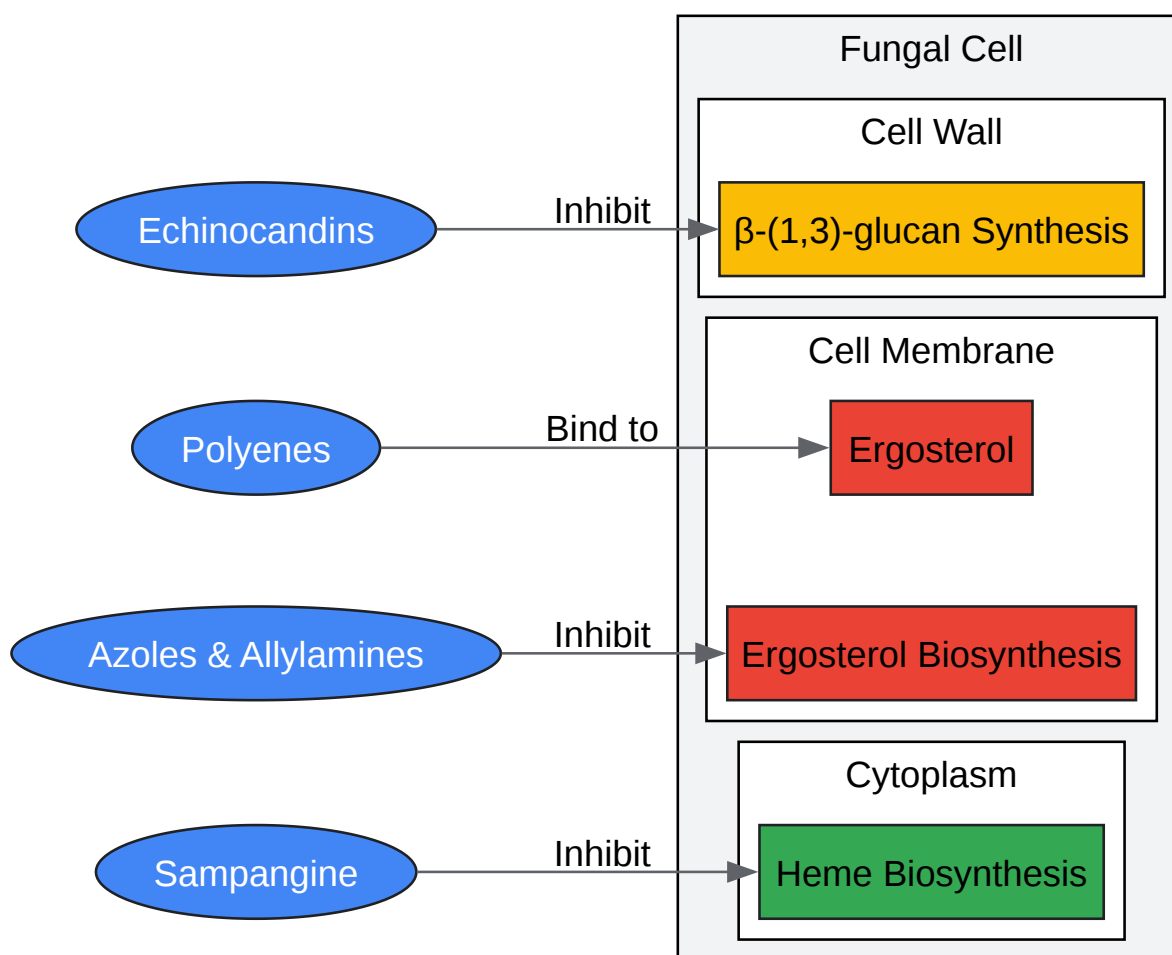 Fungal Cell
Cell Wall
Echinocandins
Inhibit
β-(1,3)-glucan Synthesis
Cell Membrane
Polyenes
Bind to
Ergosterol
Azoles & Allylamines
Inhibit
Ergosterol Biosynthesis
Cytoplasm
Sampangine
Inhibit
Heme Biosynthesis